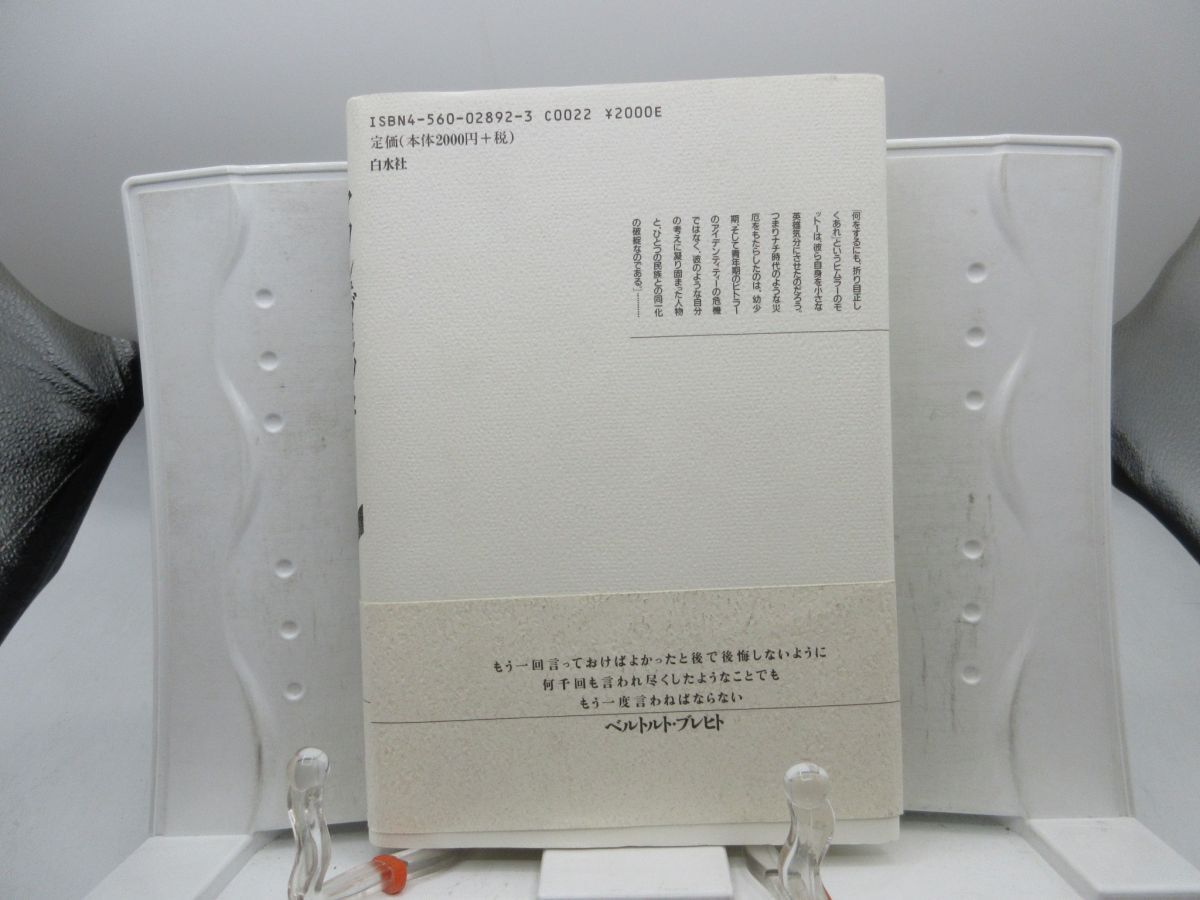 ISBN4-560-02892-3 C0022 ¥2000E
定価(本体2000円+税)
白水社
「何をするにも、折り目正し
くあれ」というヒムラーのモ
ットーは、彼ら自身を小さな
英雄気分にさせたのだろう。
つまりナチ時代のような災
厄をもたらしたのは、幼少
期、そして青年期のヒトラー
のアイデンティティーの危機
ではなく、彼のような自分
の考えに凝り固まった人物
と、ひとつの民族との同一化
の破綻なのである。」………
もう一回言っておけばよかったと後で後悔しないように
何千回も言われ尽くしたようなことでも
もう一度言わねばならない
ベルトルト・ブレヒト